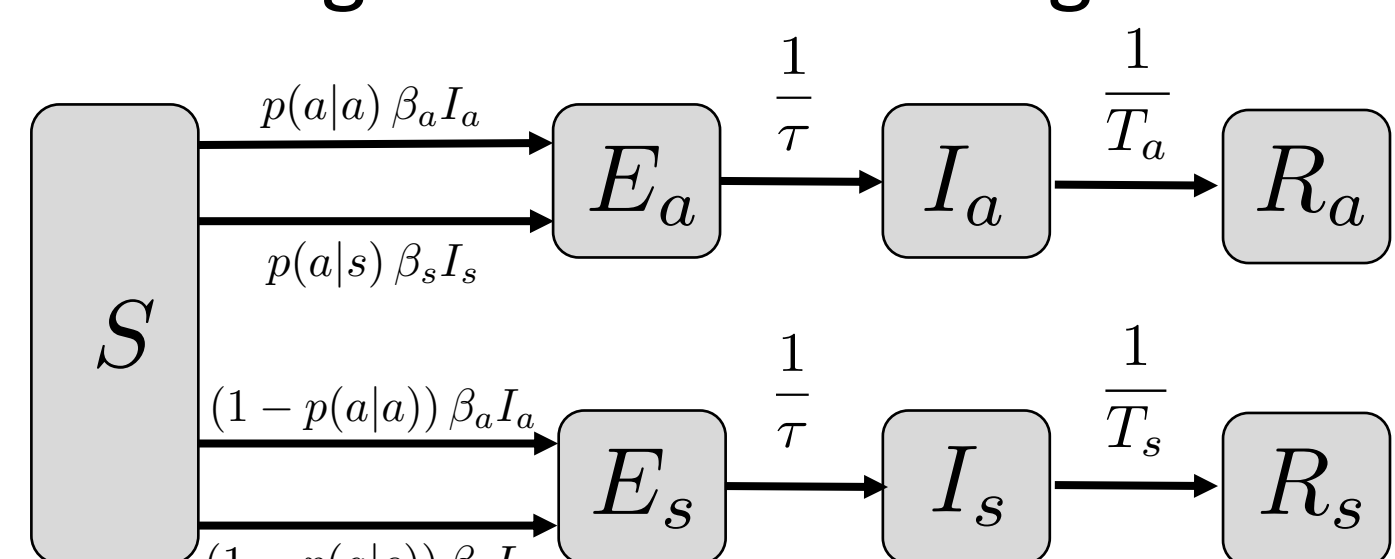 p(a|a) β_a I_a
1/τ
1/T_a
E_a
I_a
R_a
p(a|s) β_s I_s
S
1/τ
1/T_s
(1 − p(a|a)) β_a I_a
E_s
I_s
R_s